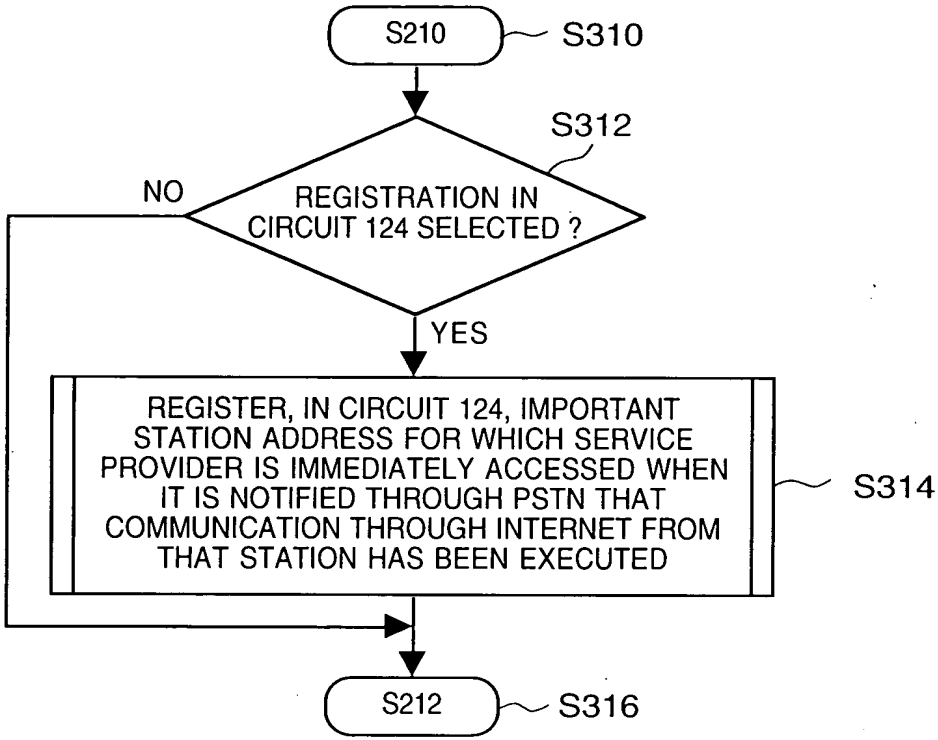 S210
S310
S312
NO
REGISTRATION IN
CIRCUIT 124 SELECTED ?
YES
REGISTER, IN CIRCUIT 124, IMPORTANT
STATION ADDRESS FOR WHICH SERVICE
PROVIDER IS IMMEDIATELY ACCESSED WHEN
IT IS NOTIFIED THROUGH PSTN THAT
COMMUNICATION THROUGH INTERNET FROM
THAT STATION HAS BEEN EXECUTED
S314
S212
S316